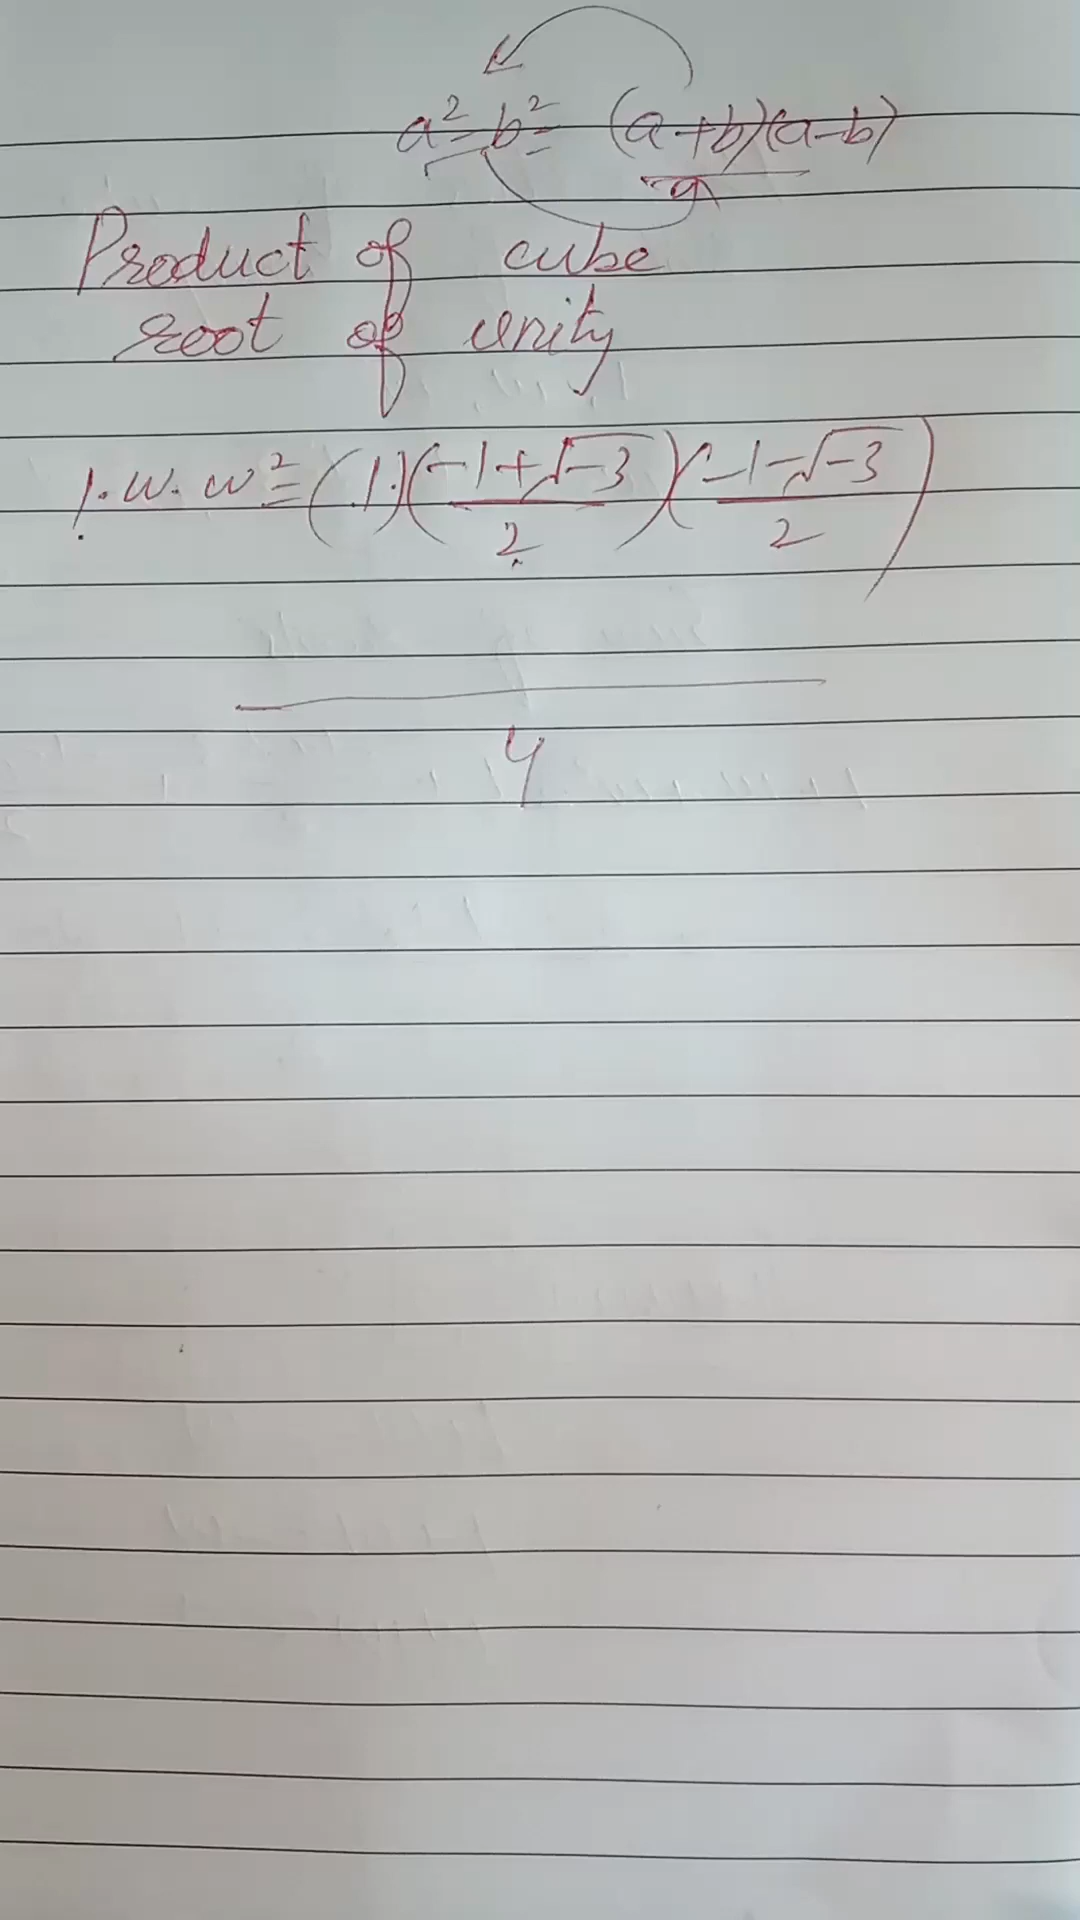 a² - b² = (a+b)(a-b)
Product of cube
root of unity
1.w.w² = (1.)(-1+√-3/2)(-1-√-3/2)
4